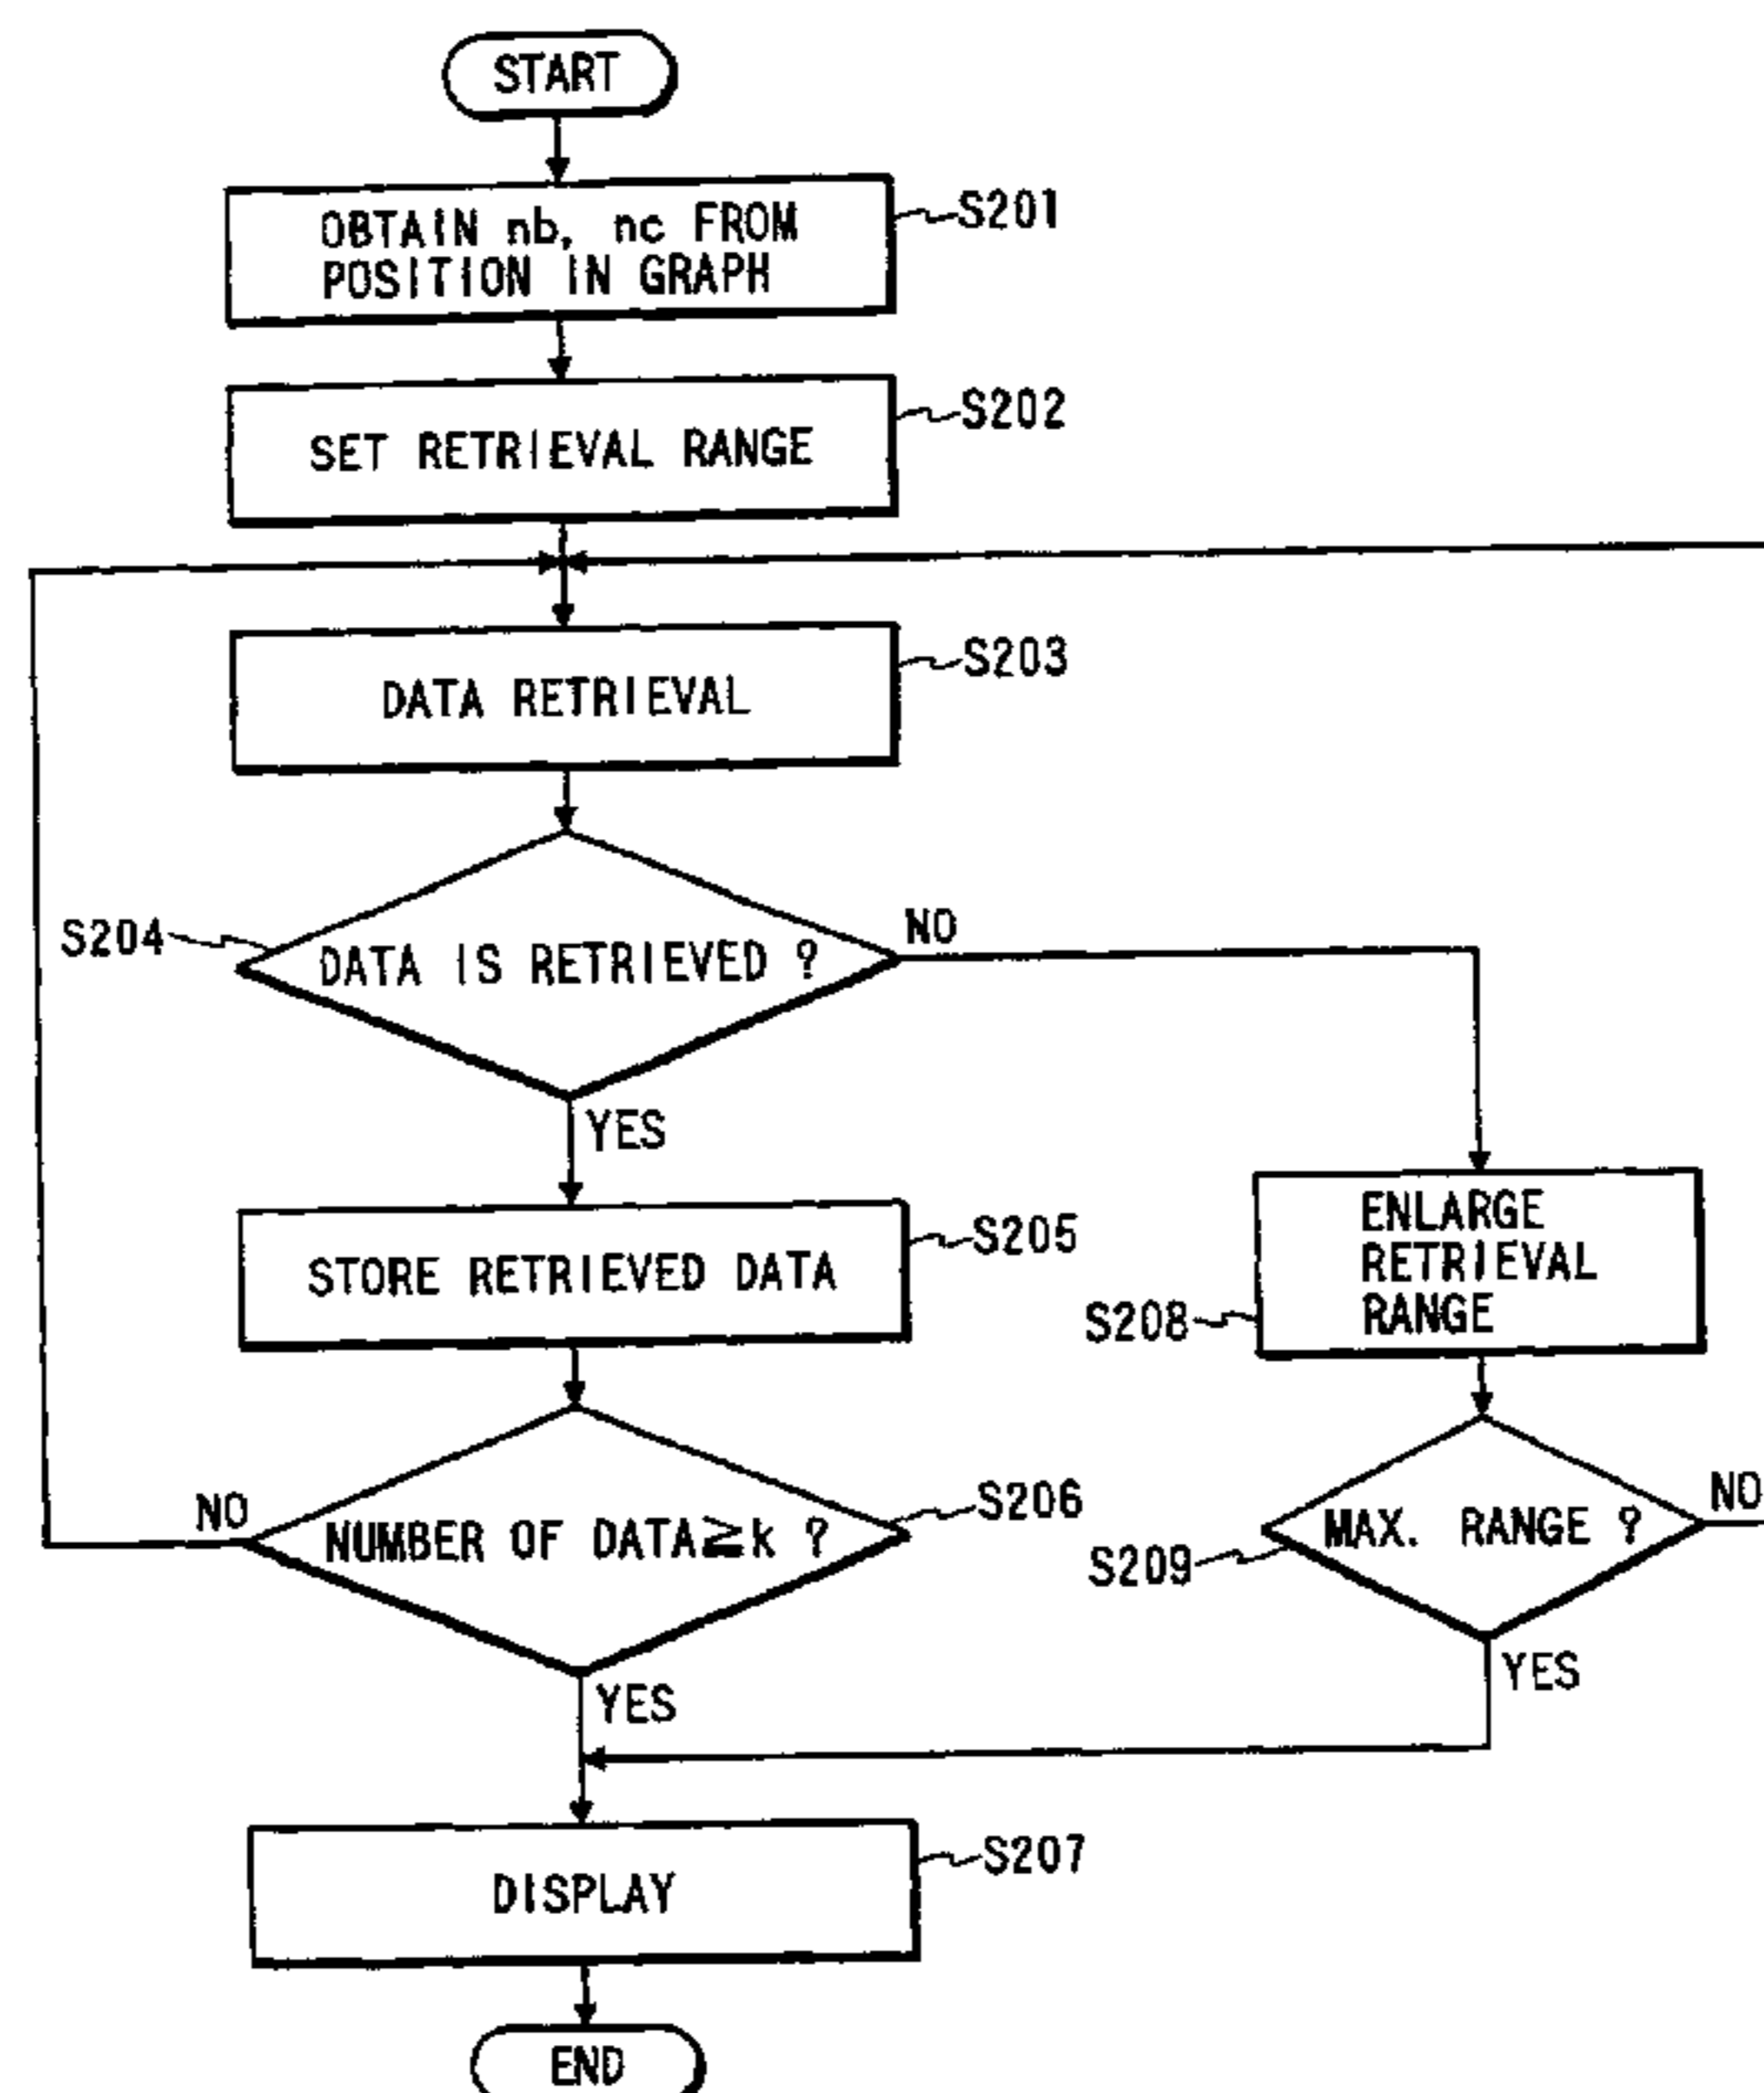 START
OBTAIN nb, nc FROM
POSITION IN GRAPH
S201
SET RETRIEVAL RANGE
S202
DATA RETRIEVAL
S203
S204
DATA IS RETRIEVED ?
NO
YES
STORE RETRIEVED DATA
S205
ENLARGE
RETRIEVAL
RANGE
S208
NO
NUMBER OF DATA≧k ?
S206
YES
MAX. RANGE ?
NO
S209
YES
DISPLAY
S207
END